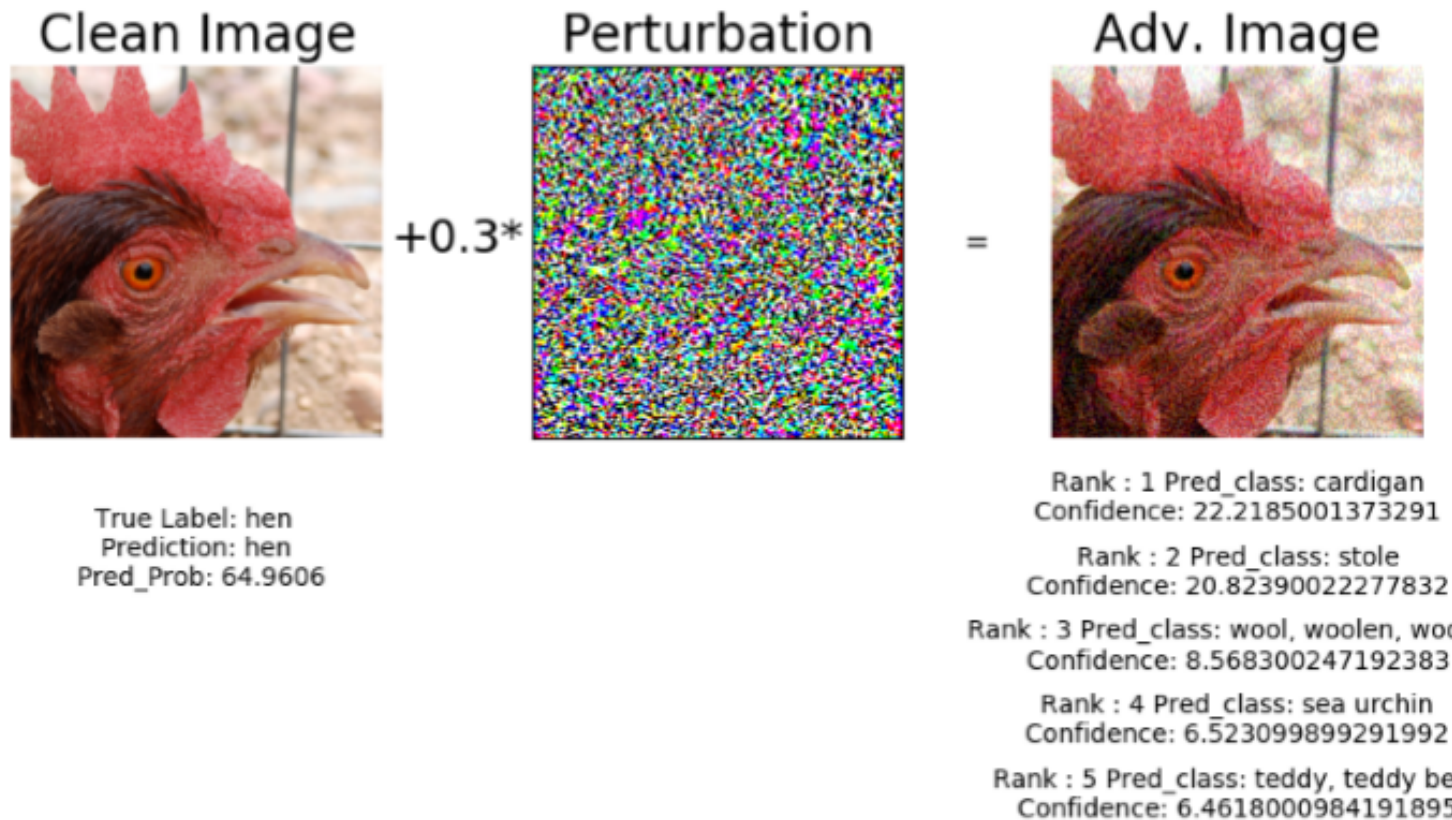 Clean Image
Perturbation
Adv. Image
+0.3*
=
True Label: hen
Prediction: hen
Pred_Prob: 64.9606
Rank : 1 Pred_class: cardigan
Confidence: 22.2185001373291
Rank : 2 Pred_class: stole
Confidence: 20.82390022277832
Rank : 3 Pred_class: wool, woolen,
Confidence: 8.568300247192383
Rank : 4 Pred_class: sea urchin
Confidence: 6.523099899291992
Rank : 5 Pred_class: teddy, teddy
Confidence: 6.4618000984191895